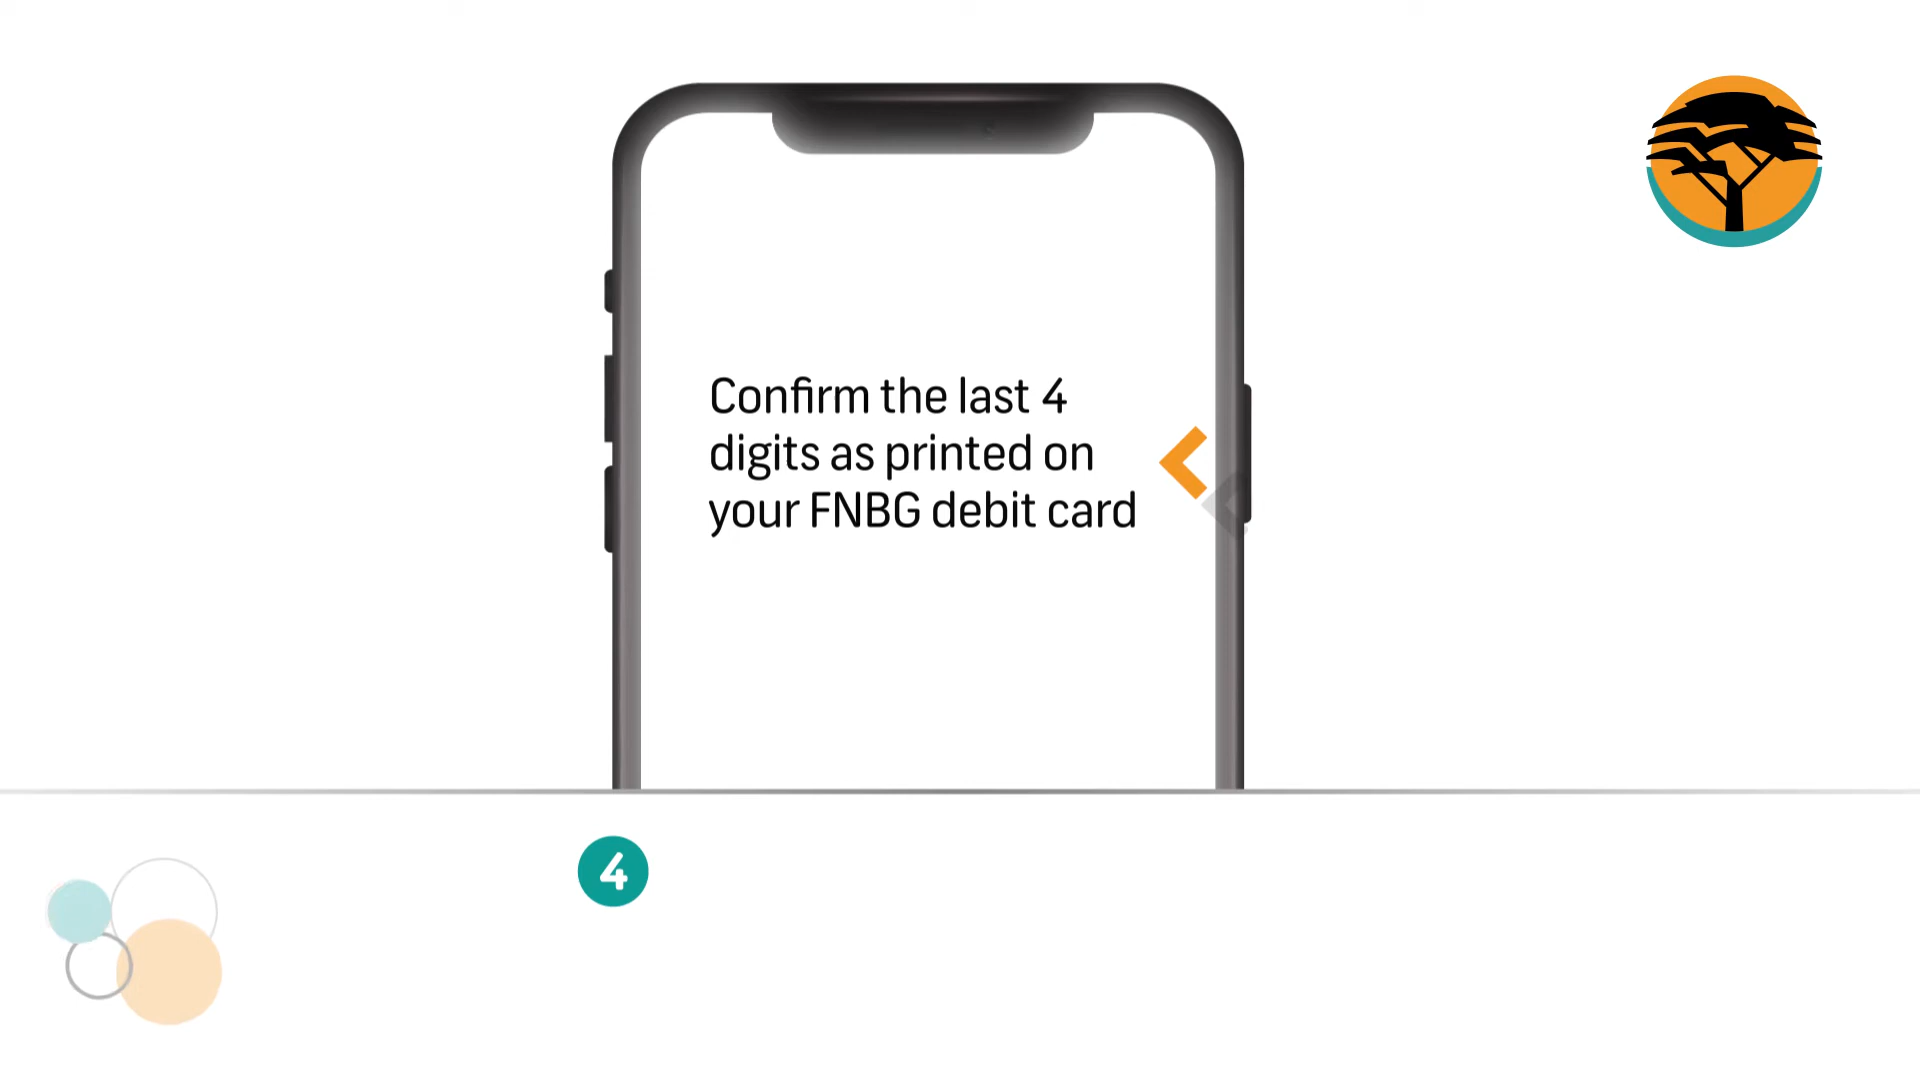 Confirm the last 4
digits as printed on
your FNBG debit card
4